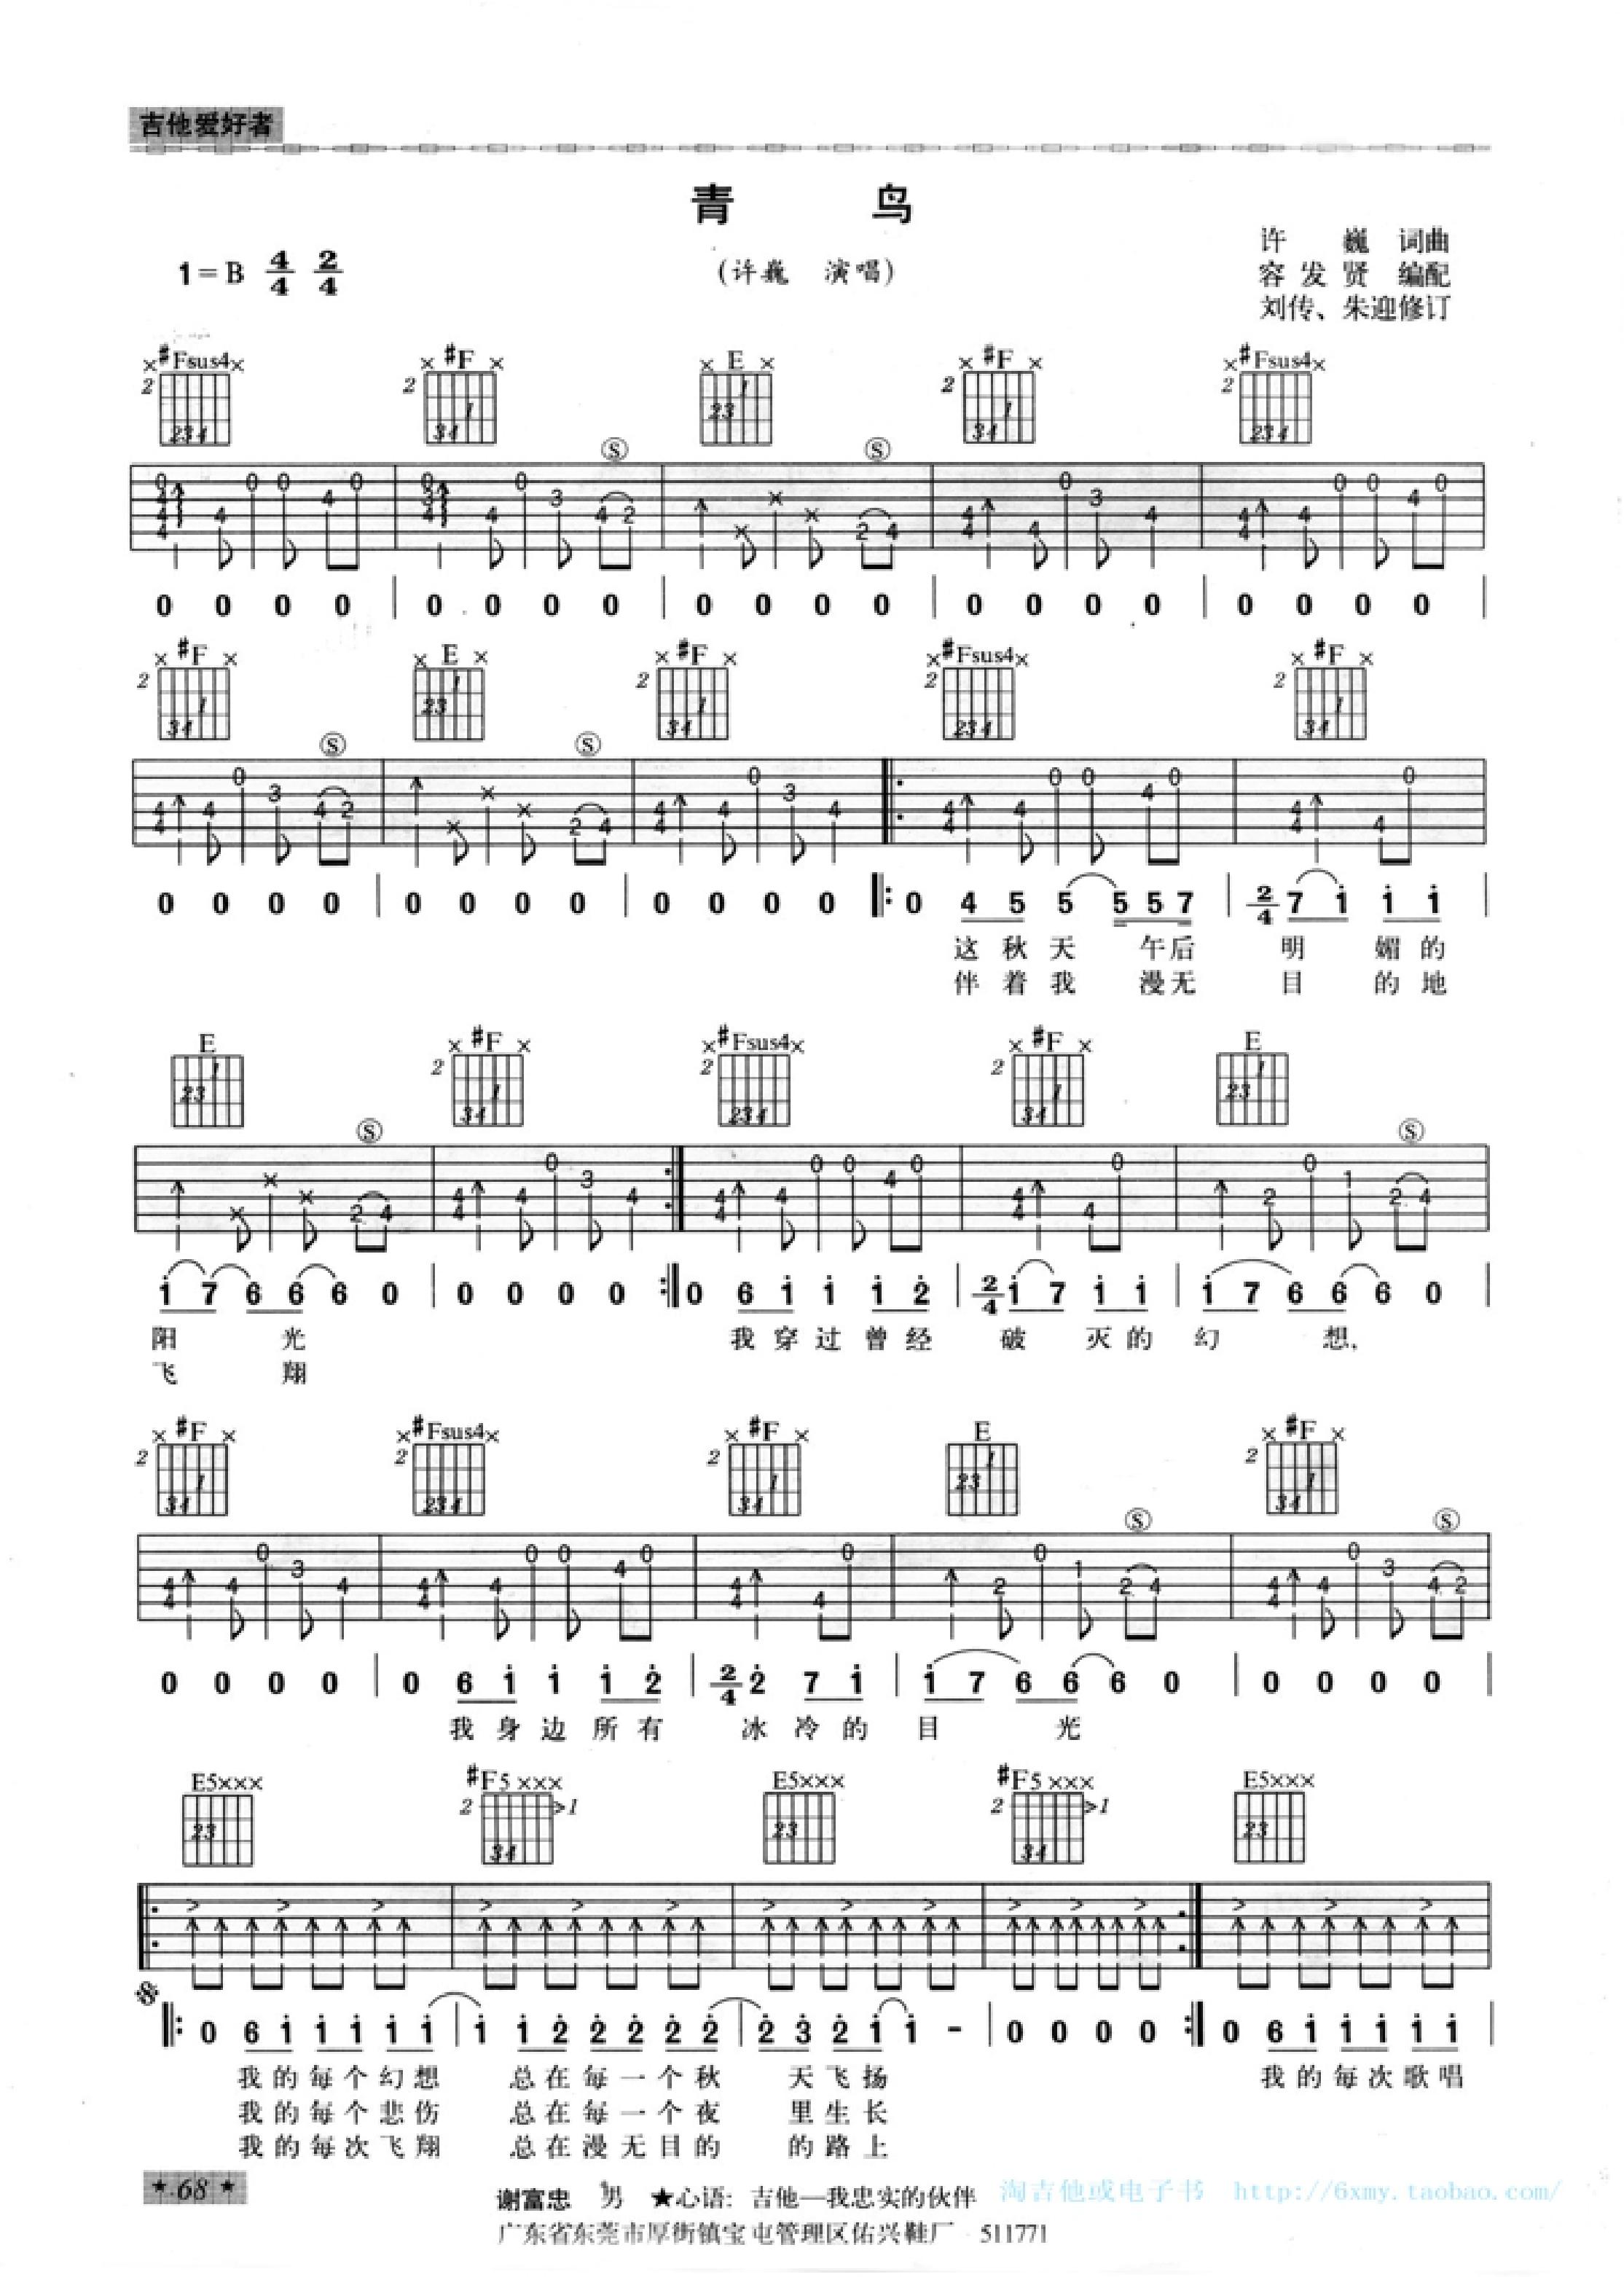 吉他爱好者
青 鸟
1=B 4/4 2/4
(许巍 演唱)
许 巍 词曲
容发贤 编配
刘传、朱迎修订
#Fsus4 #F E #F #Fsus4
0 0 0 0 | 0 0 0 0 | 0 0 0 0 | 0 0 0 0 | 0 0 0 0 |
#F E #F #Fsus4 #F
0 0 0 0 | 0 0 0 0 | 0 0 0 0 |: 0 4 5 5 5 5 7 | 2/4 7 i i i |
这秋天 午后 明 媚的
伴着我 漫无 目 的地
E #F #Fsus4 #F E
i 7 6 6 6 0 | 0 0 0 0 :| 0 6 i i i 2 | 2/4 i 7 i i | i 7 6 6 6 0 |
阳 光 我穿过曾经 破 灭的幻 想,
飞 翔
#F #Fsus4 #F E #F
0 0 0 0 | 0 6 i i i 2 | 2/4 2 7 i | i 7 6 6 6 0 | 0 0 0 0 |
我身边所有 冰冷的 目 光
E5××× #F5××× E5××× #F5××× E5×××
|: 0 6 i i i i i | i i 2 2 2 2 2 | 2 3 2 i i - | 0 0 0 0 :| 0 6 i i i i i |
我的每个幻想 总在每一个秋 天飞扬 我的每次歌唱
我的每个悲伤 总在每一个夜 里生长
我的每次飞翔 总在漫无目的 的路上
★·68★
谢富忠 男 ★心语:吉他—我忠实的伙伴
淘吉他或电子书 http://6xmy.taobao.com/
广东省东莞市厚街镇宝屯管理区佑兴鞋厂 511771